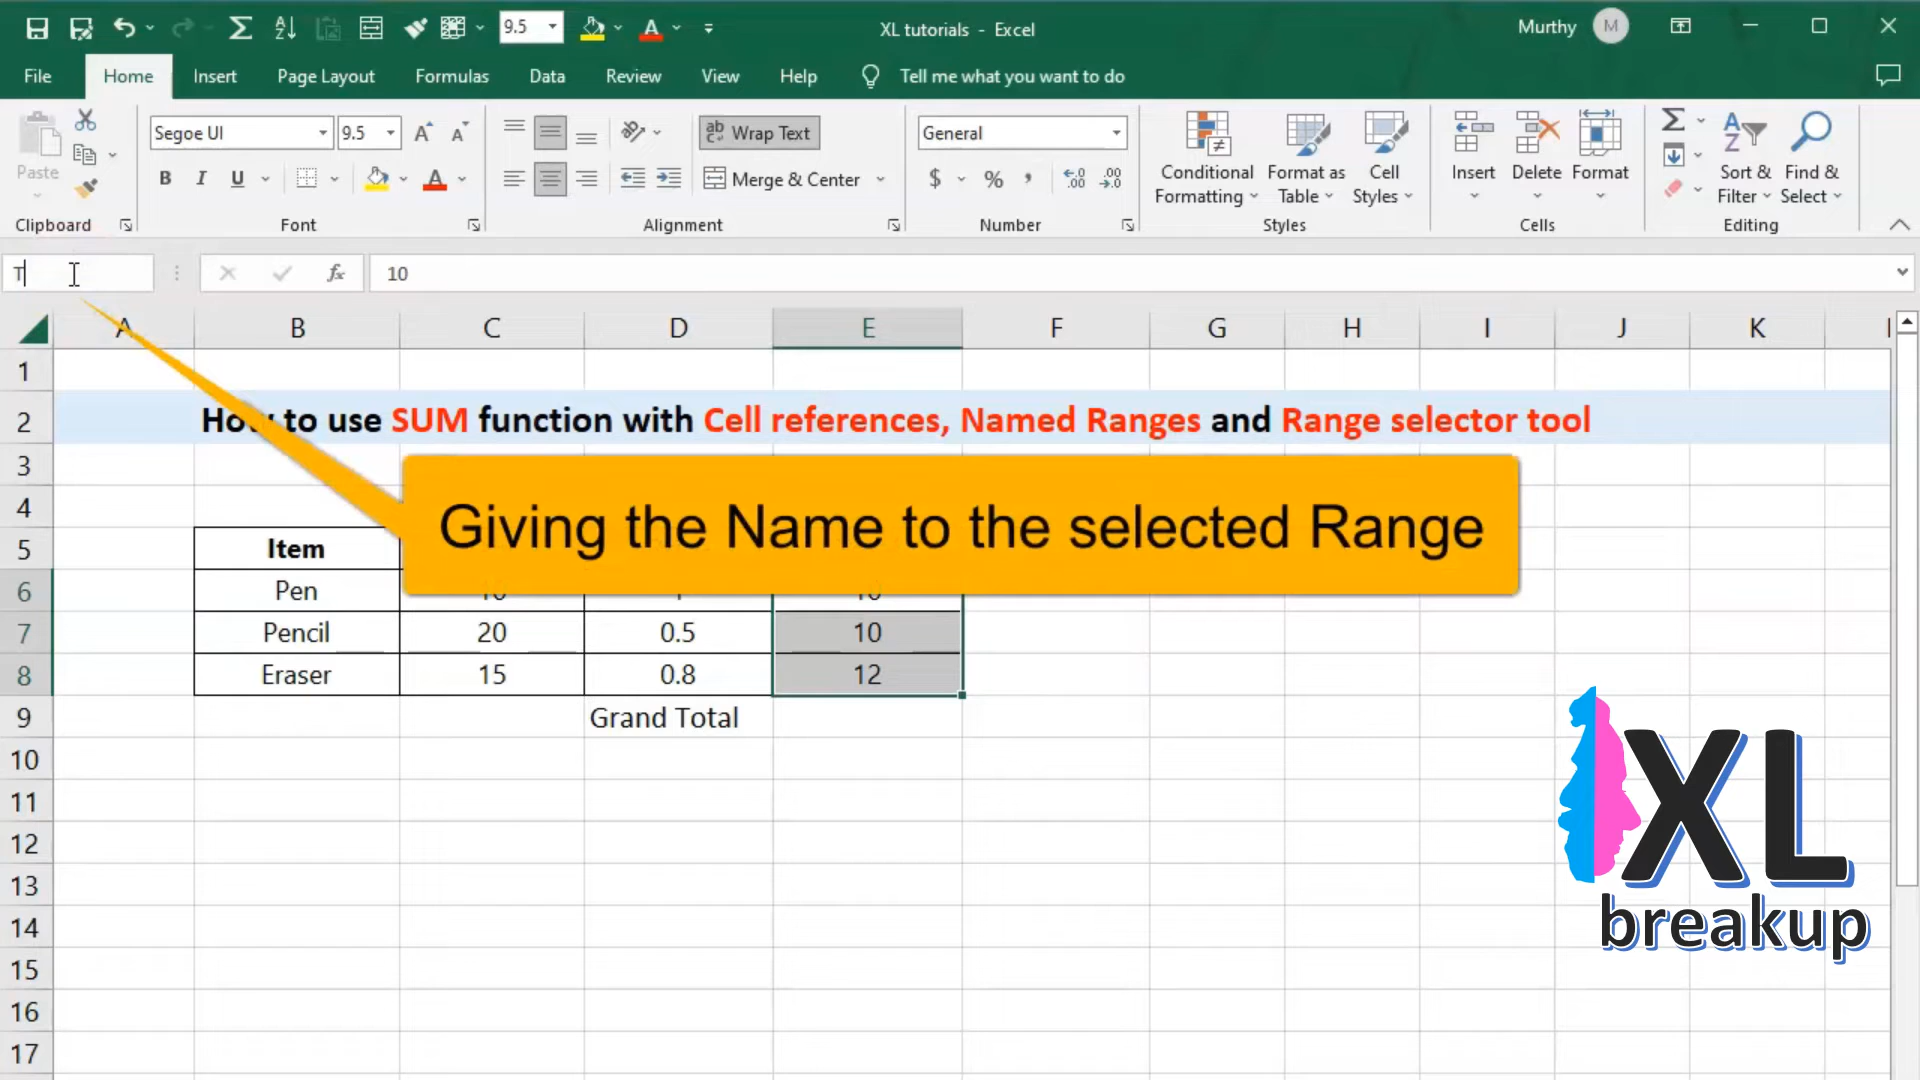 9.5
XL tutorials - Excel
Murthy M
File Home Insert Page Layout Formulas Data Review View Help Tell me what you want to do
Paste
Clipboard
Segoe UI 9.5
B I U
Font
Wrap Text
Merge & Center
Alignment
General
$ % ,
Number
Conditional Formatting
Format as Table
Cell Styles
Styles
Insert Delete Format
Cells
Sort & Filter
Find & Select
Editing
T fx 10
A B C D E F G H I J K
1
2 How to use SUM function with Cell references, Named Ranges and Range selector tool
3
4
Giving the Name to the selected Range
5 Item
6 Pen
7 Pencil 20 0.5 10
8 Eraser 15 0.8 12
9 Grand Total
10
11
12
13
14
15
16
17
XL
breakup